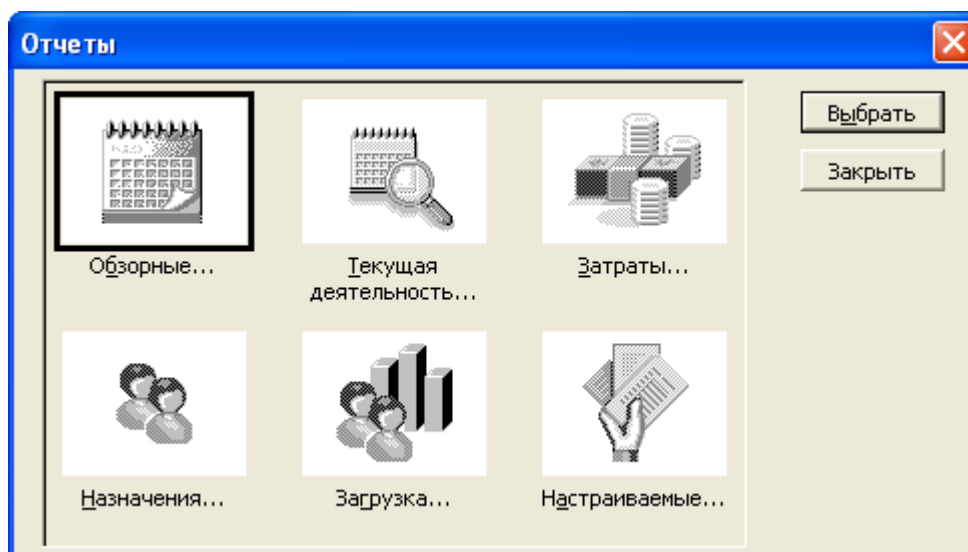 Отчеты
Выбрать
Закрыть
Обзорные...
Текущая
деятельность...
Затраты...
Назначения...
Загрузка...
Настраиваемые...